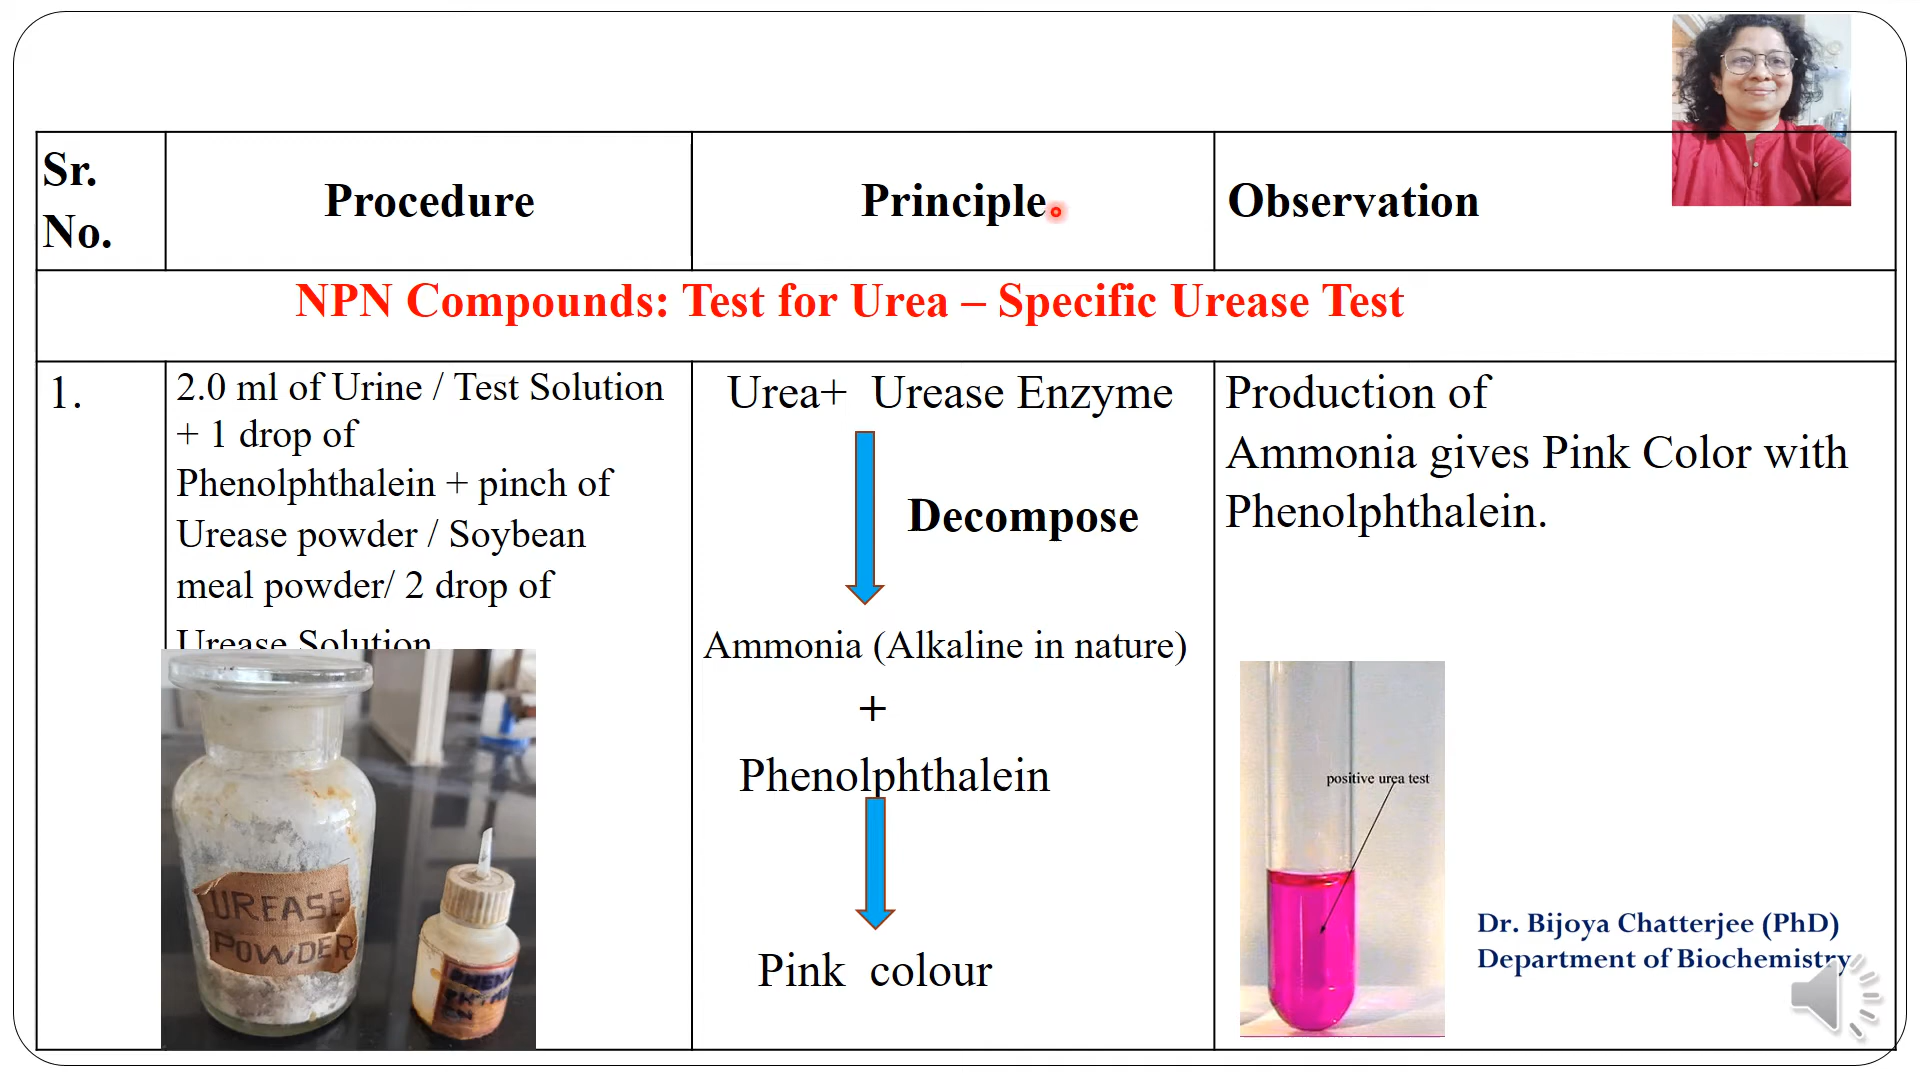 Sr.
No.
Procedure
Principle
Observation
NPN Compounds: Test for Urea – Specific Urease Test
1.
2.0 ml of Urine / Test Solution
+ 1 drop of
Phenolphthalein + pinch of
Urease powder / Soybean
meal powder/ 2 drop of
Urease Solution
Urea+ Urease Enzyme
Decompose
Ammonia (Alkaline in nature)
+
Phenolphthalein
Pink colour
Production of
Ammonia gives Pink Color with
Phenolphthalein.
UREASE
POWDER
positive urea test
Dr. Bijoya Chatterjee (PhD)
Department of Biochemistry